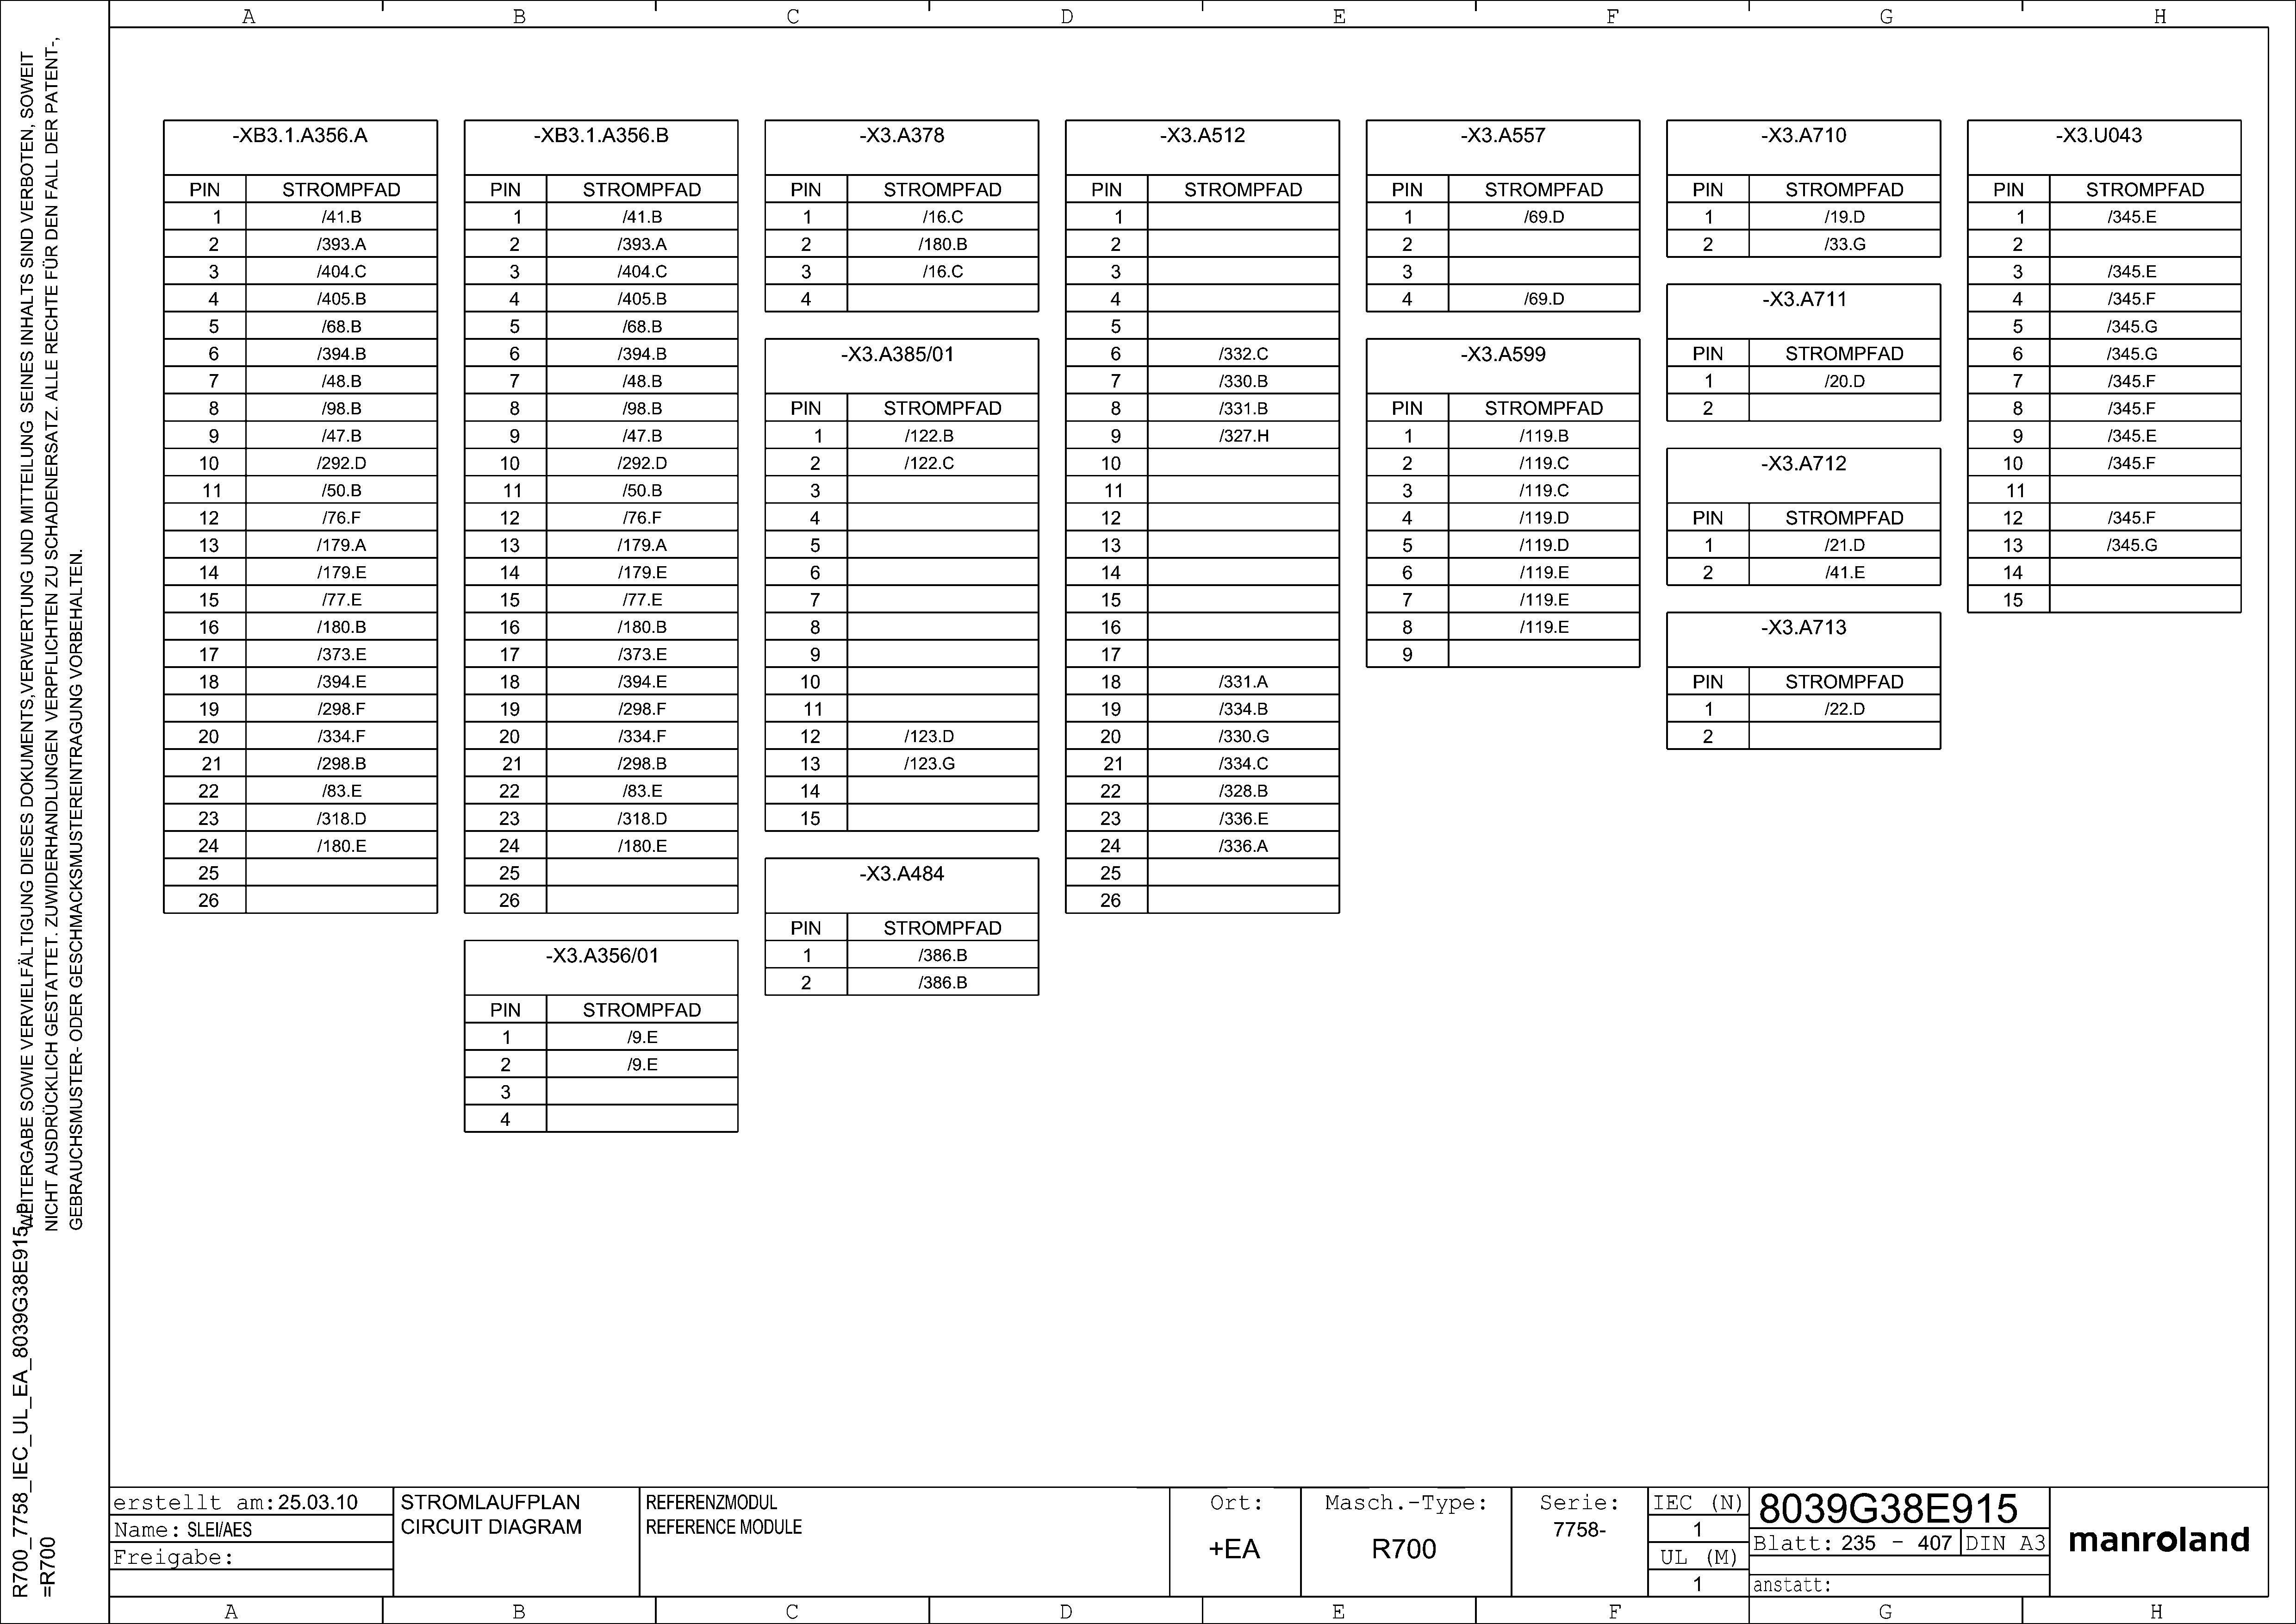 A B C D E F G H
-XB3.1.A356.A
PIN STROMPFAD
1 /41.B
2 /393.A
3 /404.C
4 /405.B
5 /68.B
6 /394.B
7 /48.B
8 /98.B
9 /47.B
10 /292.D
11 /50.B
12 /76.F
13 /179.A
14 /179.E
15 /77.E
16 /180.B
17 /373.E
18 /394.E
19 /298.F
20 /334.F
21 /298.B
22 /83.E
23 /318.D
24 /180.E
25
26
-XB3.1.A356.B
PIN STROMPFAD
1 /41.B
2 /393.A
3 /404.C
4 /405.B
5 /68.B
6 /394.B
7 /48.B
8 /98.B
9 /47.B
10 /292.D
11 /50.B
12 /76.F
13 /179.A
14 /179.E
15 /77.E
16 /180.B
17 /373.E
18 /394.E
19 /298.F
20 /334.F
21 /298.B
22 /83.E
23 /318.D
24 /180.E
25
26
-X3.A356/01
PIN STROMPFAD
1 /9.E
2 /9.E
3
4
-X3.A378
PIN STROMPFAD
1 /16.C
2 /180.B
3 /16.C
4
-X3.A385/01
PIN STROMPFAD
1 /122.B
2 /122.C
3
4
5
6
7
8
9
10
11
12 /123.D
13 /123.G
14
15
-X3.A484
PIN STROMPFAD
1 /386.B
2 /386.B
-X3.A512
PIN STROMPFAD
1
2
3
4
5
6 /332.C
7 /330.B
8 /331.B
9 /327.H
10
11
12
13
14
15
16
17
18 /331.A
19 /334.B
20 /330.G
21 /334.C
22 /328.B
23 /336.E
24 /336.A
25
26
-X3.A557
PIN STROMPFAD
1 /69.D
2
3
4 /69.D
-X3.A599
PIN STROMPFAD
1 /119.B
2 /119.C
3 /119.C
4 /119.D
5 /119.D
6 /119.E
7 /119.E
8 /119.E
9
-X3.A710
PIN STROMPFAD
1 /19.D
2 /33.G
-X3.A711
PIN STROMPFAD
1 /20.D
2
-X3.A712
PIN STROMPFAD
1 /21.D
2 /41.E
-X3.A713
PIN STROMPFAD
1 /22.D
2
-X3.U043
PIN STROMPFAD
1 /345.E
2
3 /345.E
4 /345.F
5 /345.G
6 /345.G
7 /345.F
8 /345.F
9 /345.E
10 /345.F
11
12 /345.F
13 /345.G
14
15
WEITERGABE SOWIE VERVIELFÄLTIGUNG DIESES DOKUMENTS,VERWERTUNG UND MITTEILUNG SEINES INHALTS SIND VERBOTEN, SOWEIT
NICHT AUSDRÜCKLICH GESTATTET. ZUWIDERHANDLUNGEN VERPFLICHTEN ZU SCHADENERSATZ. ALLE RECHTE FÜR DEN FALL DER PATENT-,
GEBRAUCHSMUSTER- ODER GESCHMACKSMUSTEREINTRAGUNG VORBEHALTEN.
R700_7758_IEC_UL_EA_8039G38E915_D
=R700
erstellt am: 25.03.10
Name: SLEI/AES
Freigabe:
STROMLAUFPLAN
CIRCUIT DIAGRAM
REFERENZMODUL
REFERENCE MODULE
Ort:
+EA
Masch.-Type:
R700
Serie:
7758-
IEC (N)
1
UL (M)
1
8039G38E915
Blatt: 235 - 407 DIN A3
anstatt:
manroland
A B C D E F G H